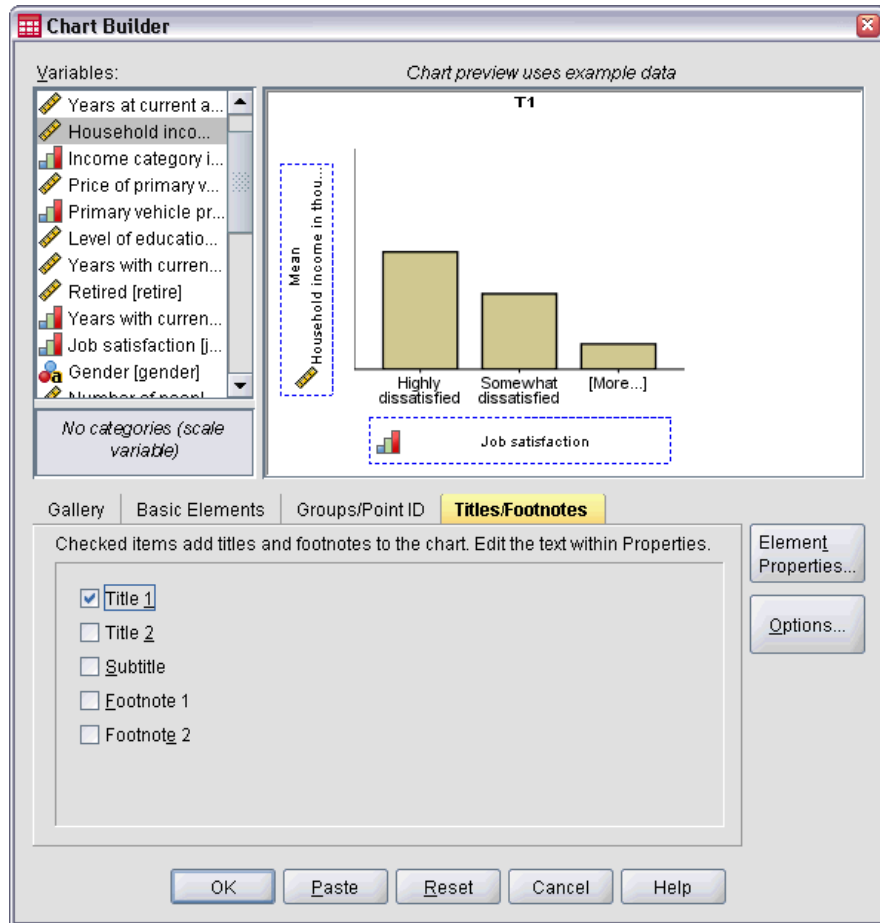 Chart Builder
Variables:
Chart preview uses example data
Years at current a...
Household inco...
Income category i...
Price of primary v...
Primary vehicle pr...
Level of educatio...
Years with curren...
Retired [retire]
Years with curren...
Job satisfaction [j...
Gender [gender]
Number of peopl
No categories (scale
variable)
T1
Mean
Household income in thou...
Highly
dissatisfied
Somewhat
dissatisfied
[More...]
Job satisfaction
Gallery
Basic Elements
Groups/Point ID
Titles/Footnotes
Checked items add titles and footnotes to the chart. Edit the text within Properties.
Title 1
Title 2
Subtitle
Footnote 1
Footnote 2
Element
Properties...
Options...
OK
Paste
Reset
Cancel
Help